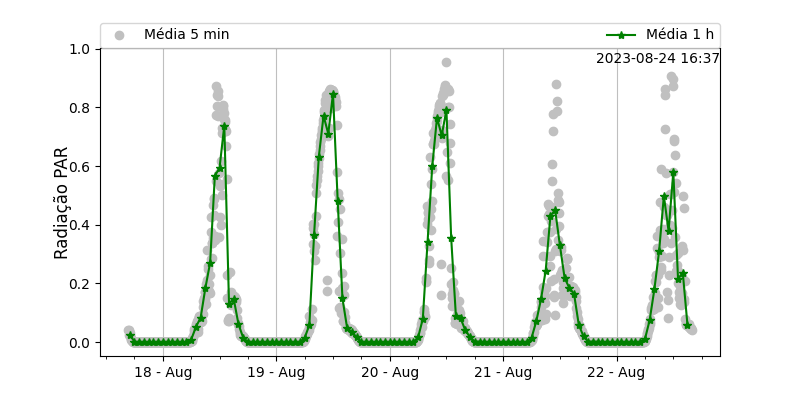 Média 5 min
Média 1 h
2023-08-24 16:37
Radiação PAR
1.0
0.8
0.6
0.4
0.2
0.0
18 - Aug
19 - Aug
20 - Aug
21 - Aug
22 - Aug